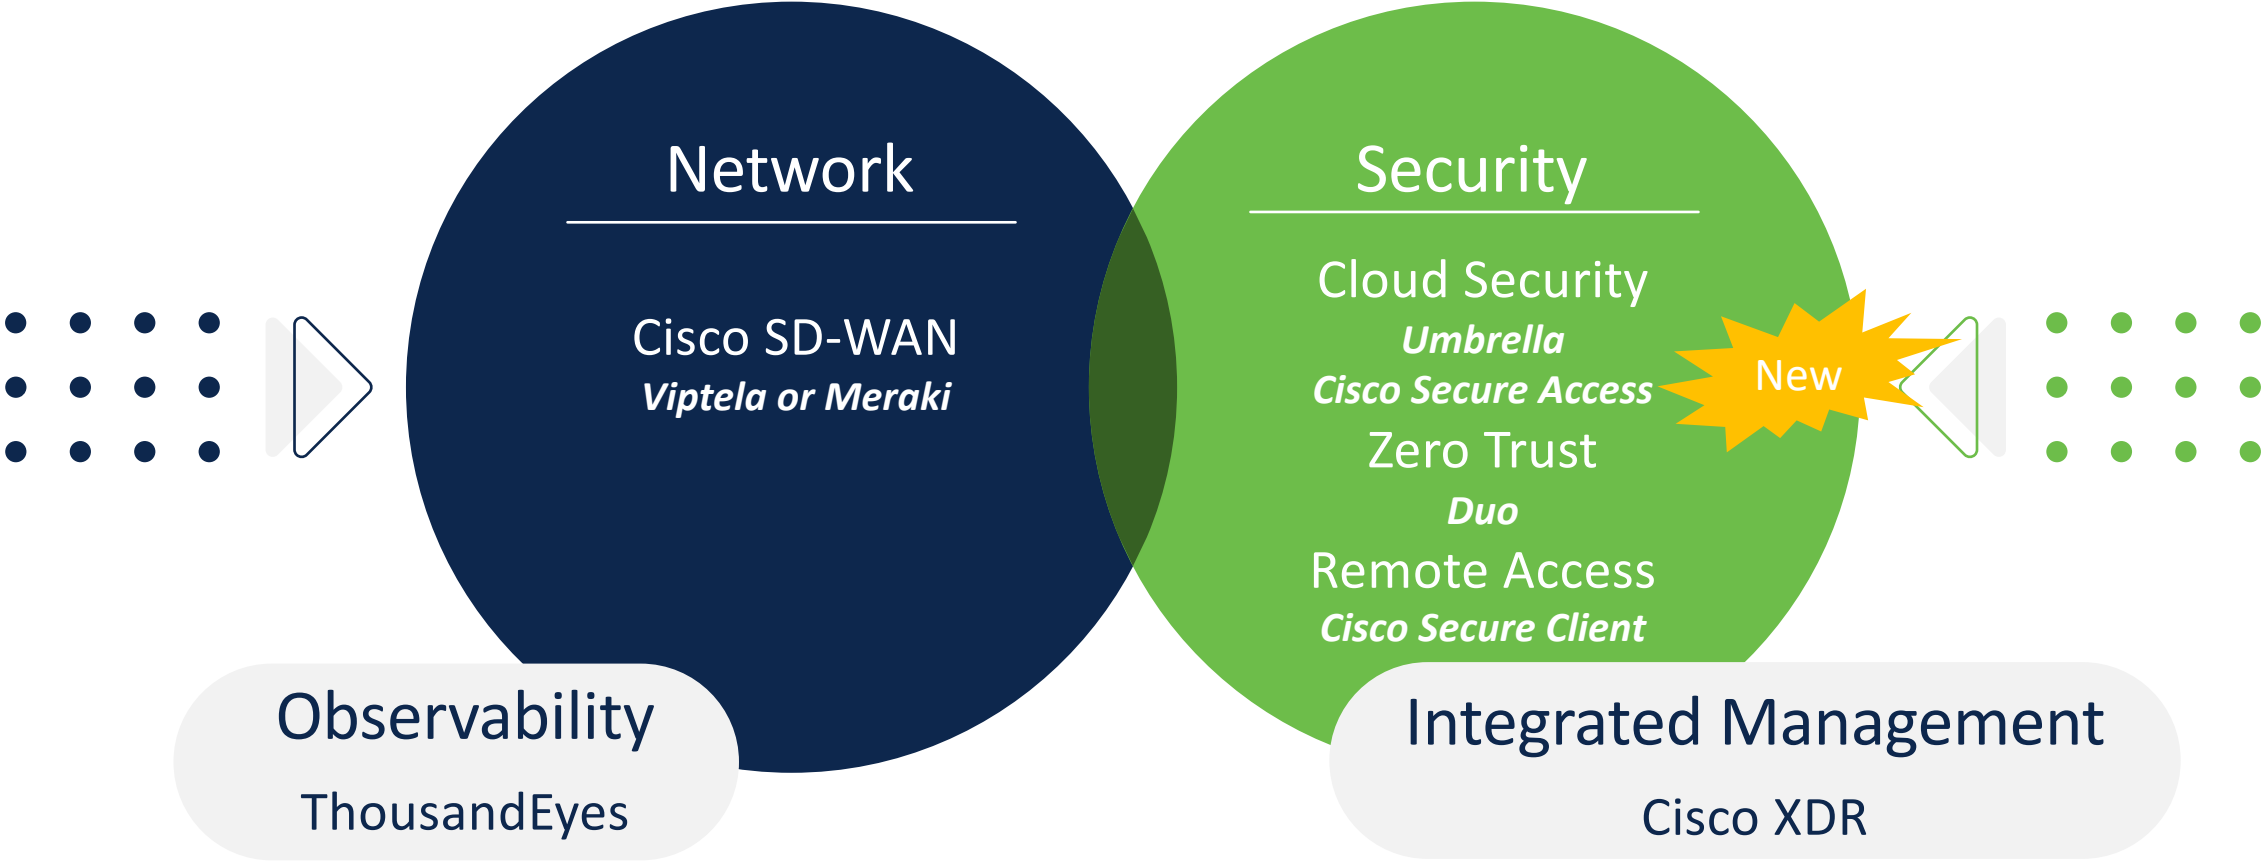 Network
Cisco SD-WAN
Viptela or Meraki
Security
Cloud Security
Umbrella
Cisco Secure Access
New
Zero Trust
Duo
Remote Access
Cisco Secure Client
Observability
ThousandEyes
Integrated Management
Cisco XDR